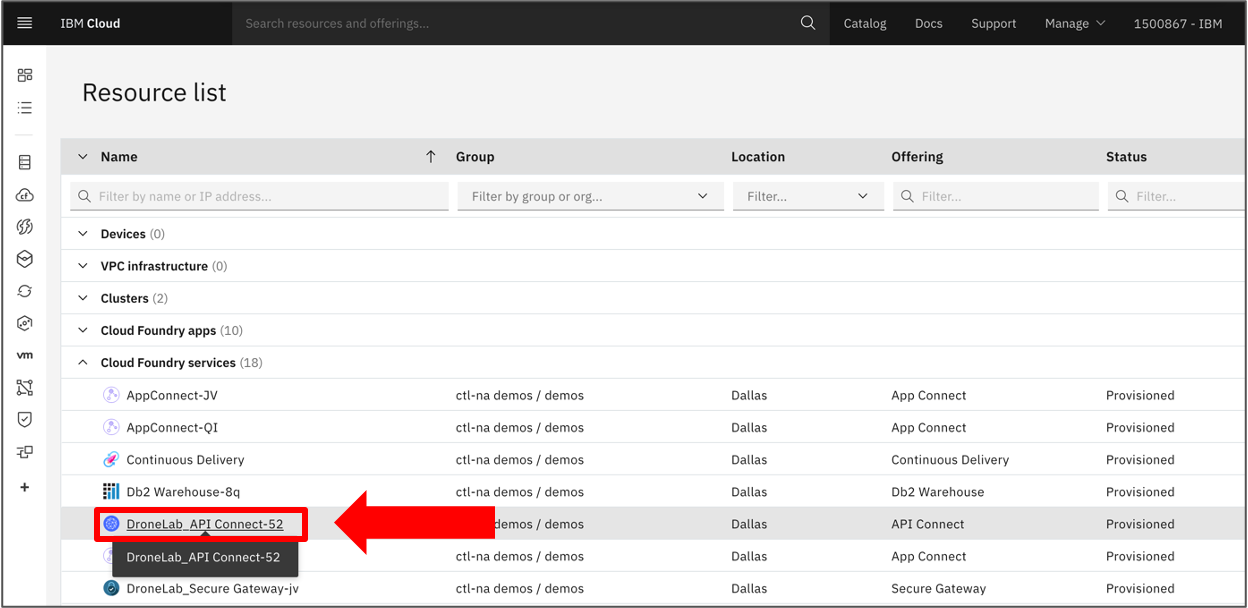 IBM Cloud Search resources and offerings... Catalog Docs Support Manage 1500867 - IBM
Resource list
Name Group Location Offering Status
Filter by name or IP address... Filter by group or org... Filter... Filter... Filter...
Devices (0)
VPC infrastructure (0)
Clusters (2)
Cloud Foundry apps (10)
vm
Cloud Foundry services (18)
AppConnect-JV ctl-na demos / demos Dallas App Connect Provisioned
AppConnect-QI ctl-na demos / demos Dallas App Connect Provisioned
Continuous Delivery ctl-na demos / demos Dallas Continuous Delivery Provisioned
Db2 Warehouse-8q ctl-na demos / demos Dallas Db2 Warehouse Provisioned
DroneLab_API Connect-52 demos / demos Dallas API Connect Provisioned
DroneLab_API Connect-52 ctl-na demos / demos Dallas App Connect Provisioned
DroneLab_Secure Gateway-jv ctl-na demos / demos Dallas Secure Gateway Provisioned